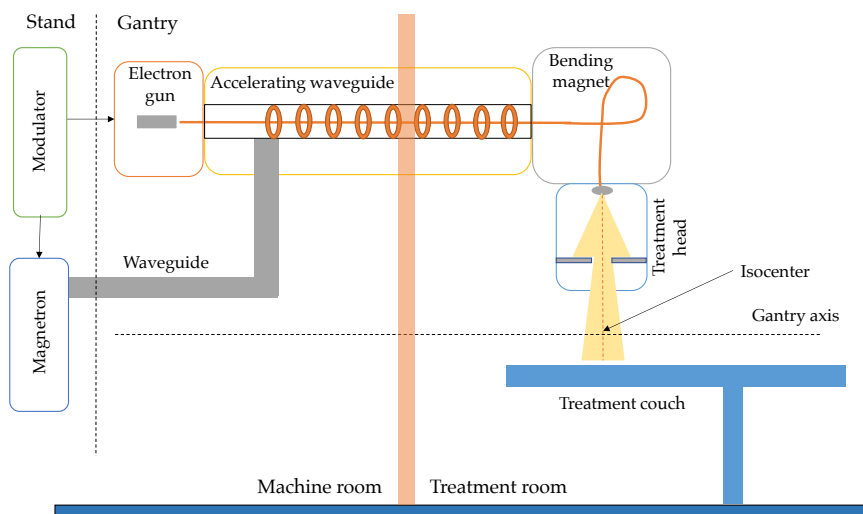 Stand
Gantry
Modulator
Electron
gun
Accelerating waveguide
Bending
magnet
Treatment
head
Waveguide
Magnetron
Isocenter
Gantry axis
Treatment couch
Machine room
Treatment room